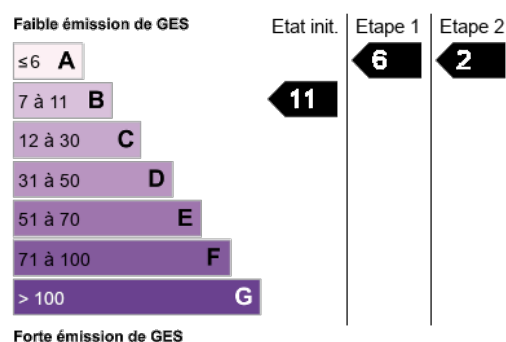 Faible émission de GES Etat init. Etape 1 Etape 2
≤6 A 6 2
7 à 11 B 11
12 à 30 C
31 à 50 D
51 à 70 E
71 à 100 F
> 100 G
Forte émission de GES